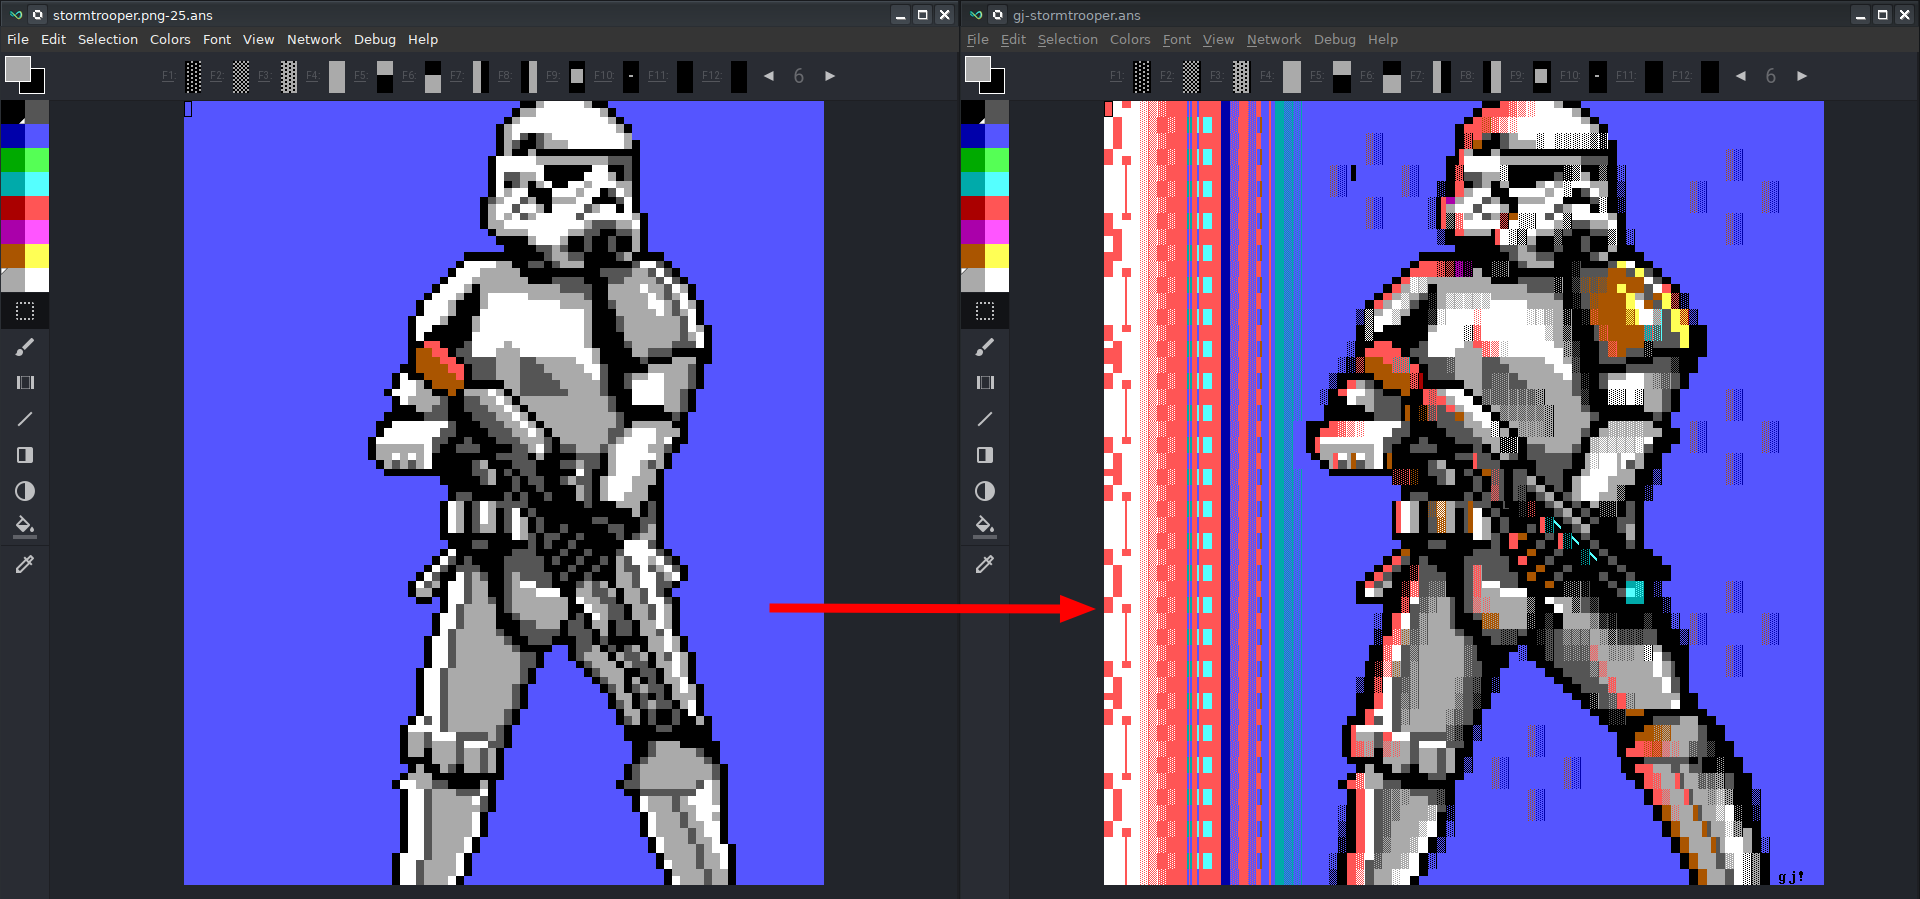 stormtrooper.png-25.ans
File Edit Selection Colors Font View Network Debug Help
F1: F2: F3: F4: F5: F6: F7: F8: F9: F10: F11: F12: 6
gj-stormtrooper.ans
File Edit Selection Colors Font View Network Debug Help
F1: F2: F3: F4: F5: F6: F7: F8: F9: F10: F11: F12: 6
gj!